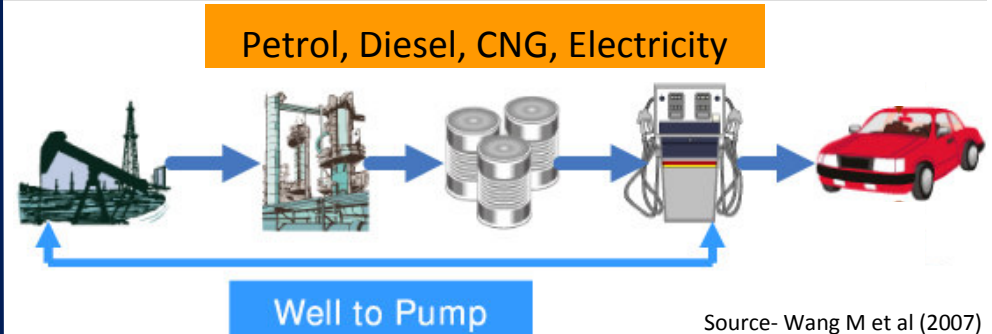 Petrol, Diesel, CNG, Electricity
Well to Pump
Source- Wang M et al (2007)